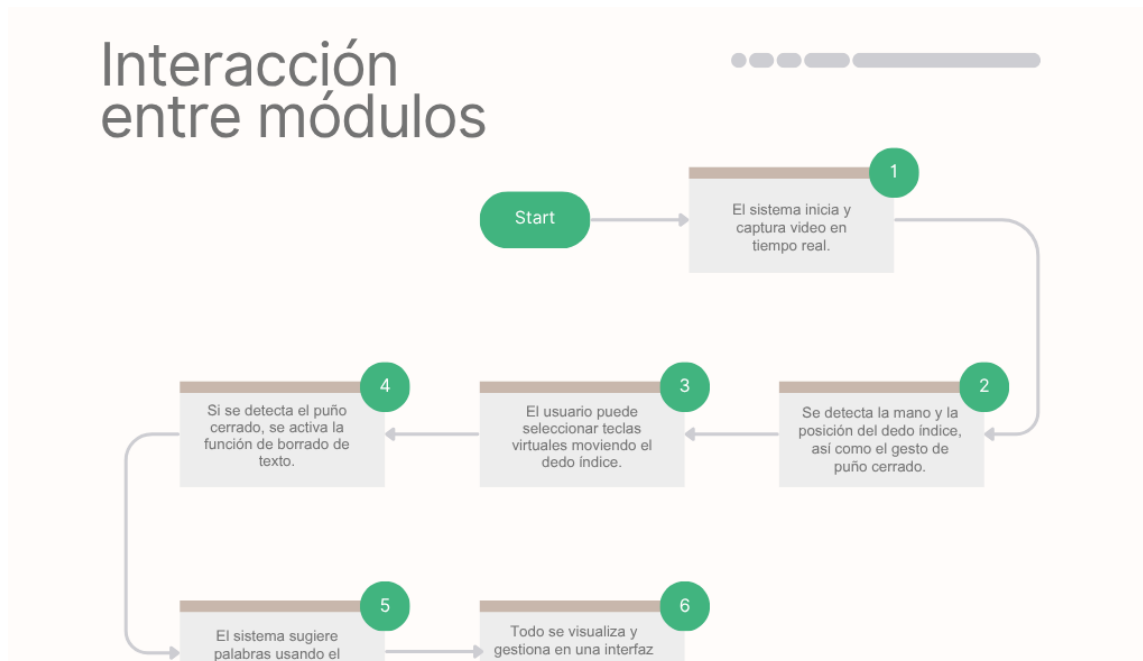 Interacción
entre módulos
Start
1
El sistema inicia y
captura video en
tiempo real.
2
Se detecta la mano y la
posición del dedo índice,
así como el gesto de
puño cerrado.
3
El usuario puede
seleccionar teclas
virtuales moviendo el
dedo índice.
4
Si se detecta el puño
cerrado, se activa la
función de borrado de
texto.
5
El sistema sugiere
palabras usando el
6
Todo se visualiza y
gestiona en una interfaz